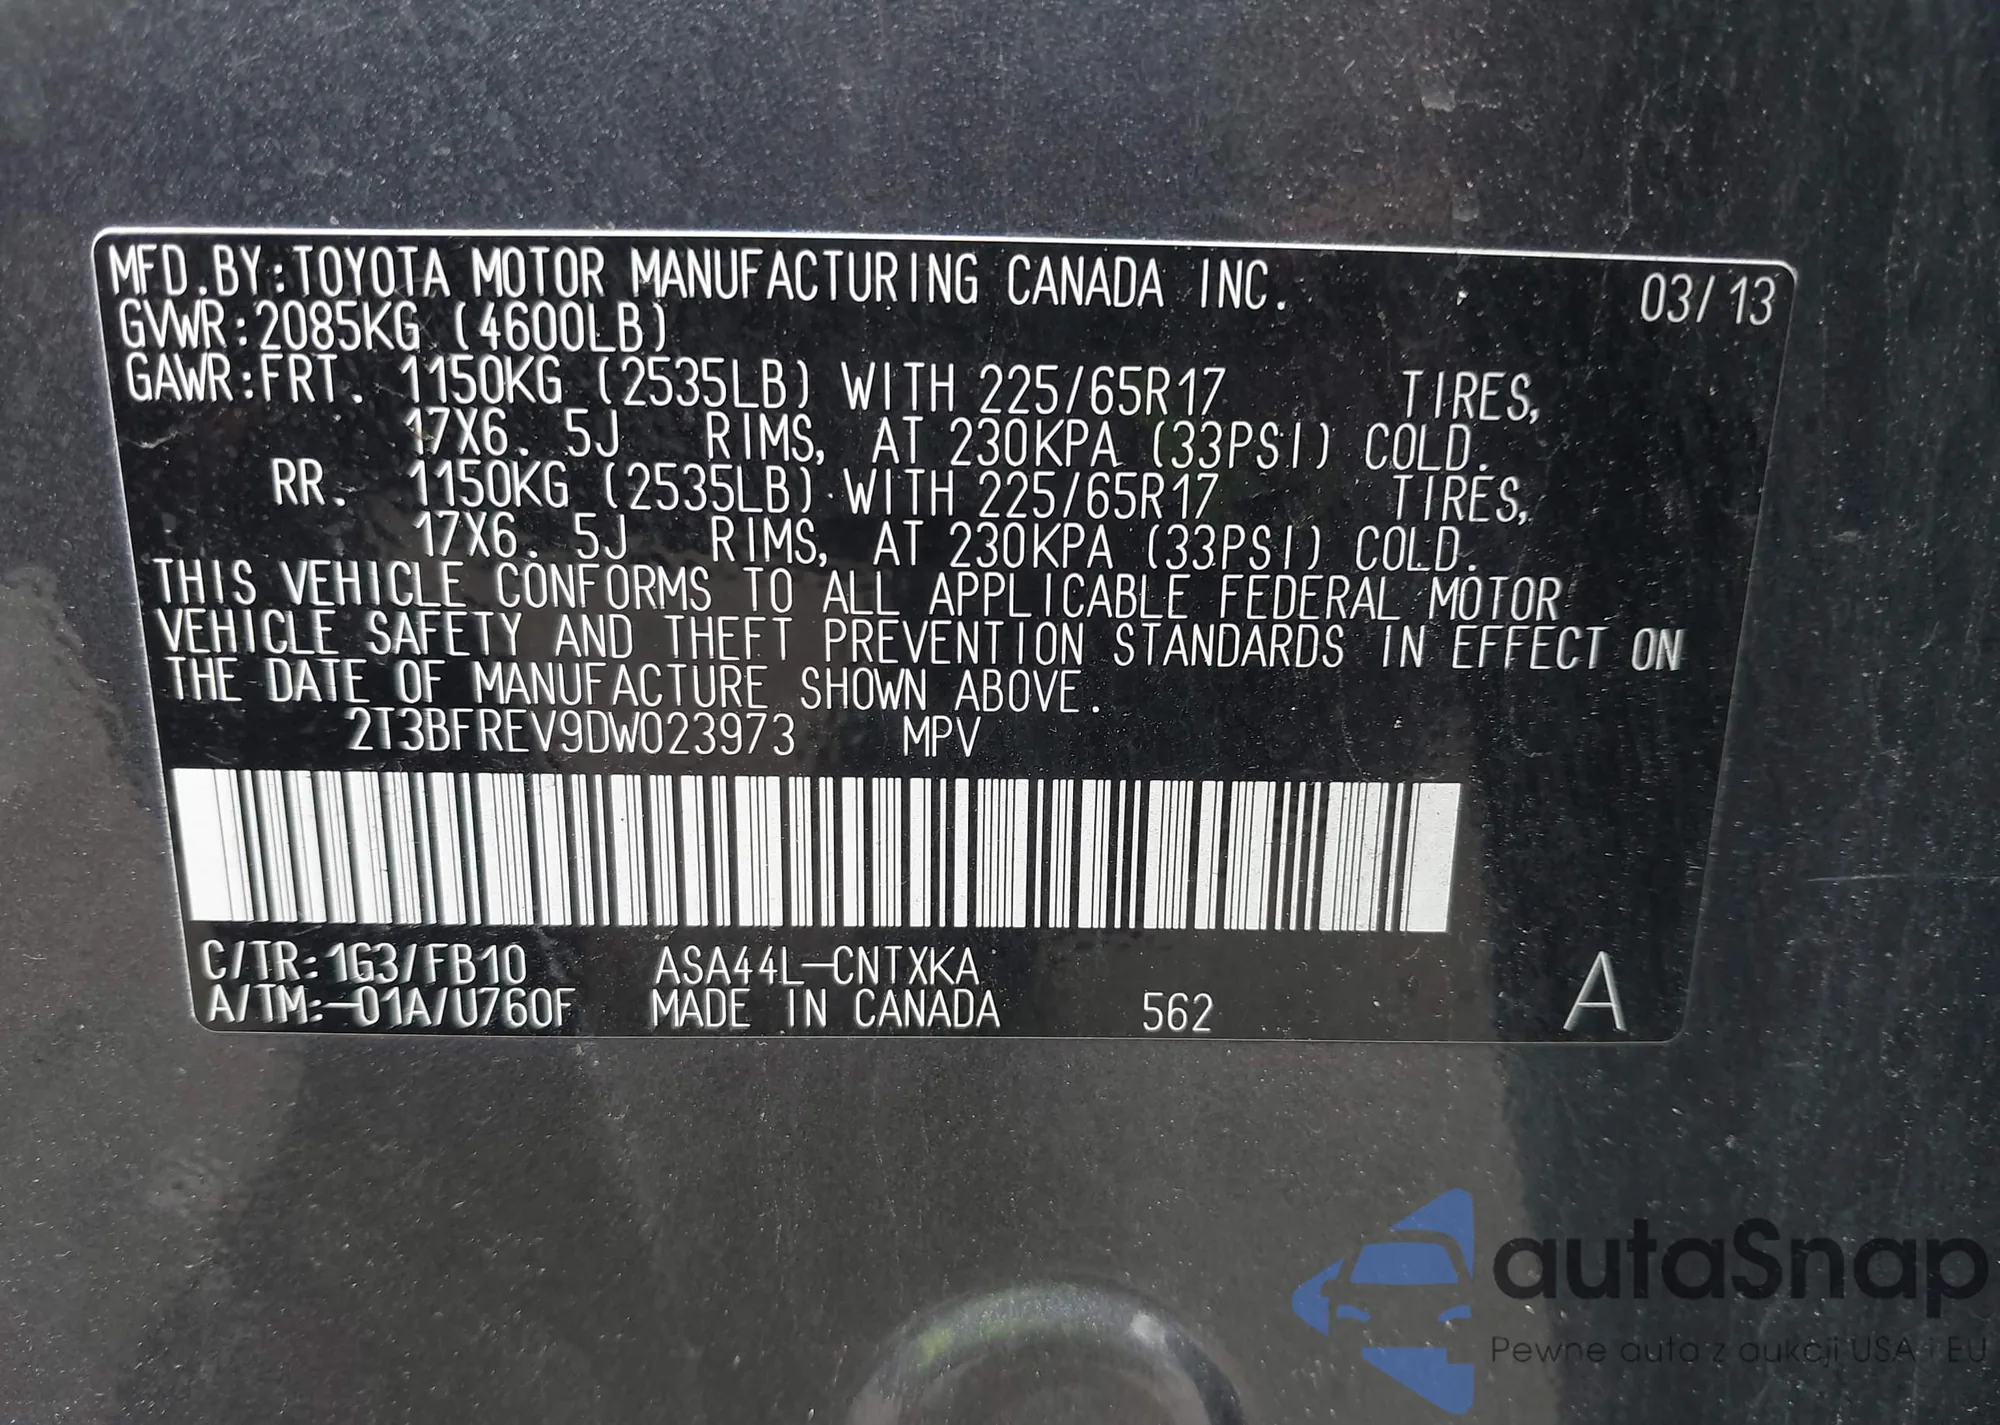 MFD.BY:TOYOTA MOTOR MANUFACTURING CANADA INC. 03/13
GVWR:2085KG (4600LB)
GAWR:FRT. 1150KG (2535LB) WITH 225/65R17 TIRES,
17X6.5J RIMS, AT 230KPA (33PSI) COLD.
RR. 1150KG (2535LB) WITH 225/65R17 TIRES,
17X6.5J RIMS, AT 230KPA (33PSI) COLD.
THIS VEHICLE CONFORMS TO ALL APPLICABLE FEDERAL MOTOR
VEHICLE SAFETY AND THEFT PREVENTION STANDARDS IN EFFECT ON
THE DATE OF MANUFACTURE SHOWN ABOVE.
2T3BFREV9DW023973 MPV
C/TR:1G3/FB10 ASA44L-CNTXKA
A/TM:-01A/U760F MADE IN CANADA 562 A
autaSnap
Pewne auta z aukcji USA i EU